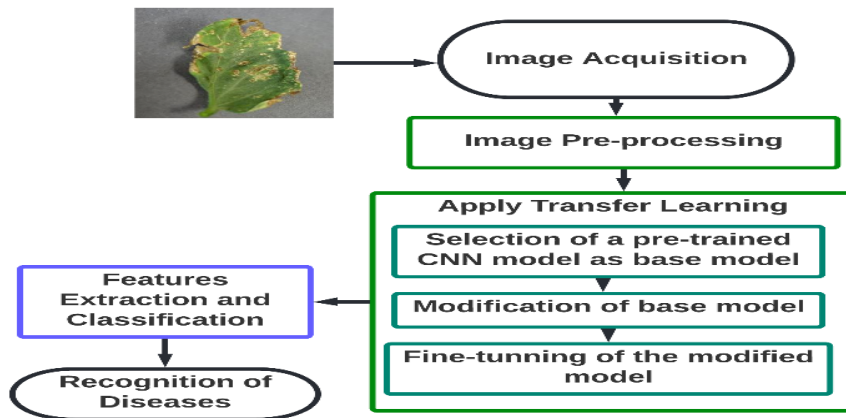 Image Acquisition
Image Pre-processing
Apply Transfer Learning
Selection of a pre-trained
CNN model as base model
Modification of base model
Fine-tunning of the modified
model
Features
Extraction and
Classification
Recognition of
Diseases